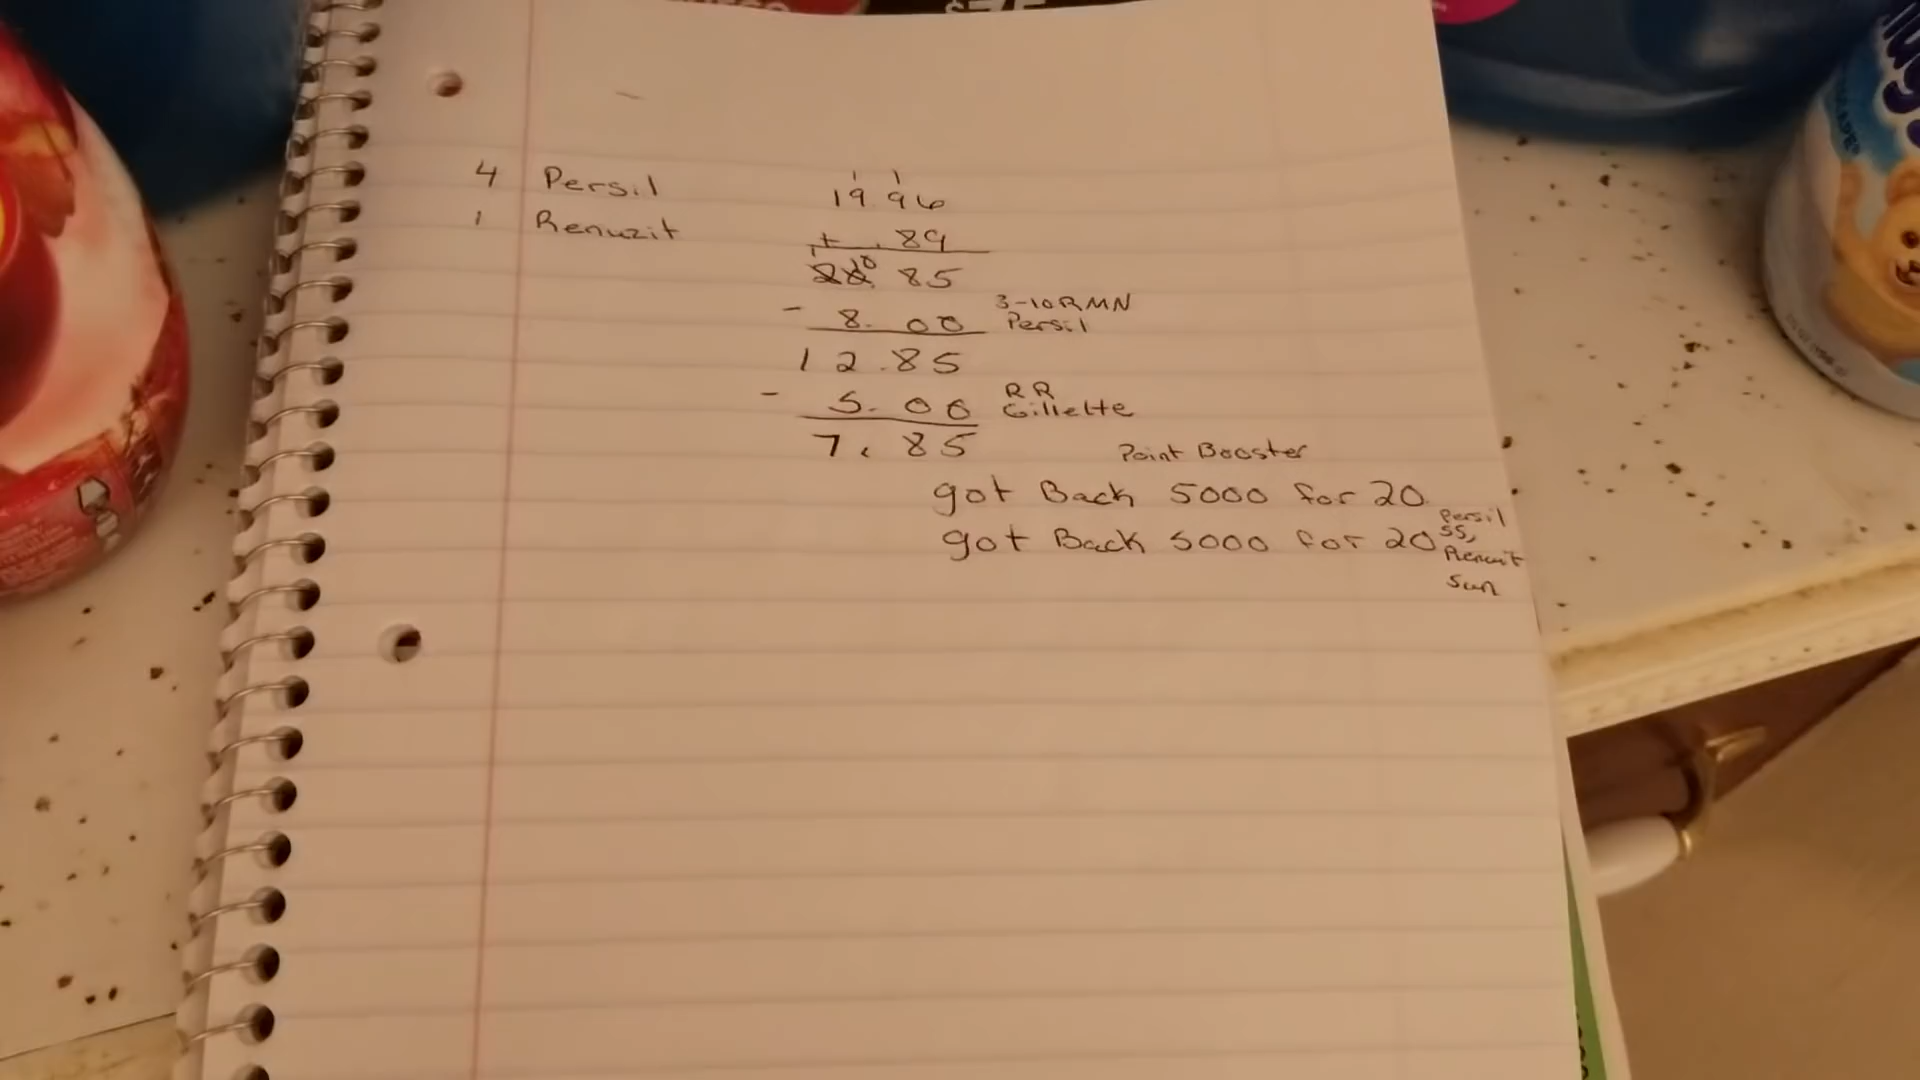 4 Persil 19.96
1 Renuzit + .89
20.85
- 8.00 3-10 RMN
Persil
12.85
- 5.00 RR
Gillette
7.85
Point Booster
got Back 5000 for 20
got Back 5000 for 20
Persil
SS,
Sun